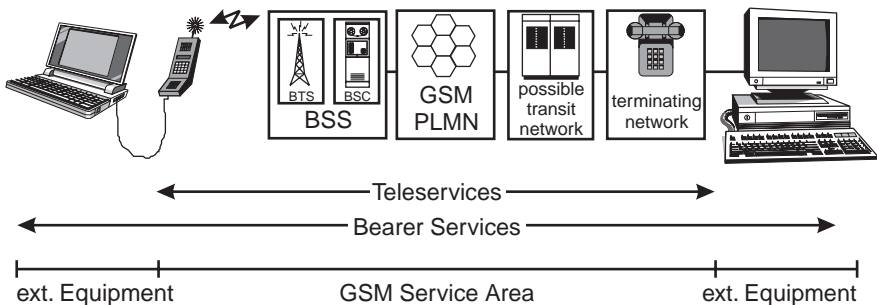 BTS
BSC
BSS
GSM
PLMN
possible
transit
network
terminating
network
Teleservices
Bearer Services
ext. Equipment
GSM Service Area
ext. Equipment